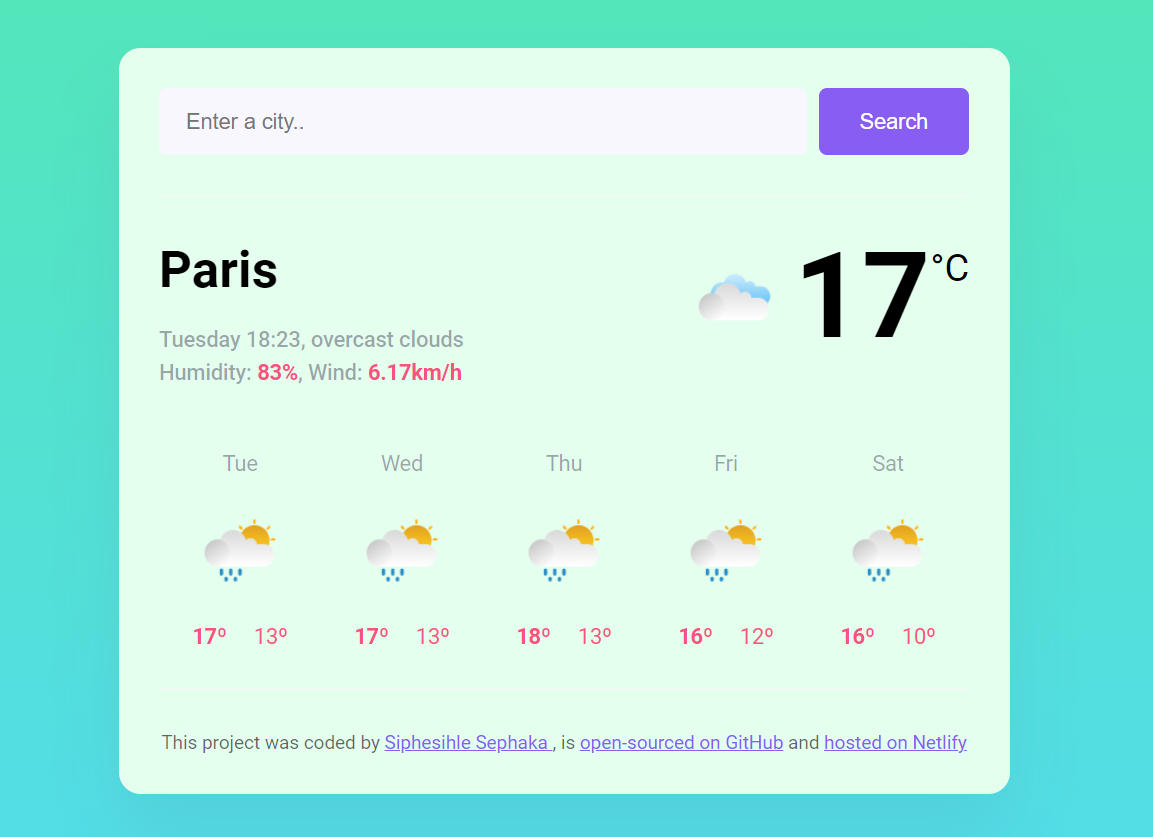 Enter a city..
Search
Paris
17 °C
Tuesday 18:23, overcast clouds
Humidity: 83%, Wind: 6.17km/h
Tue Wed Thu Fri Sat
17º 13º 17º 13º 18º 13º 16º 12º 16º 10º
This project was coded by Siphesihle Sephaka , is open-sourced on GitHub and hosted on Netlify